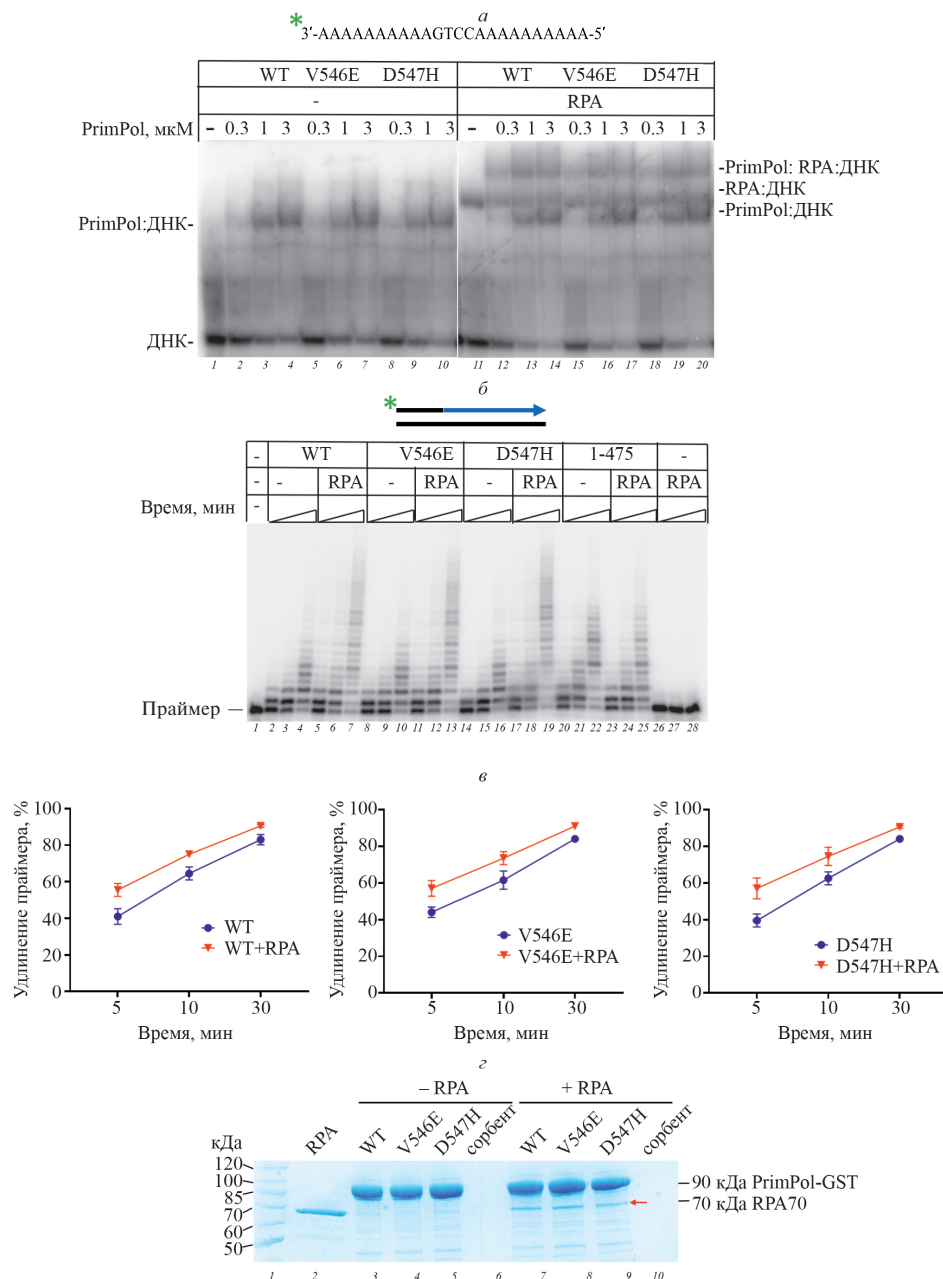 а
* 3′-AAAAAAAAAAGTCCAAAAAAAAAA-5′
WT V546E D547H WT V546E D547H
- RPA
PrimPol, мкМ - 0.3 1 3 0.3 1 3 0.3 1 3 - 0.3 1 3 0.3 1 3 0.3 1 3
-PrimPol: RPA:ДНК
-RPA:ДНК
-PrimPol:ДНК
PrimPol:ДНК-
ДНК-
1 2 3 4 5 6 7 8 9 10 11 12 13 14 15 16 17 18 19 20
б
*
- WT V546E D547H 1-475 -
- - RPA - RPA - RPA - RPA RPA
Время, мин -
Праймер —
1 2 3 4 5 6 7 8 9 10 11 12 13 14 15 16 17 18 19 20 21 22 23 24 25 26 27 28
в
Удлинение праймера, %
100
80
60
40
20
0
WT
WT+RPA
5 10 30
Время, мин
Удлинение праймера, %
100
80
60
40
20
0
V546E
V546E+RPA
5 10 30
Время, мин
Удлинение праймера, %
100
80
60
40
20
0
D547H
D547H+RPA
5 10 30
Время, мин
г
– RPA + RPA
кДа RPA WT V546E D547H сорбент WT V546E D547H сорбент
120
100
85
70
60
50
90 кДа PrimPol-GST
70 кДа RPA70
1 2 3 4 5 6 7 8 9 10